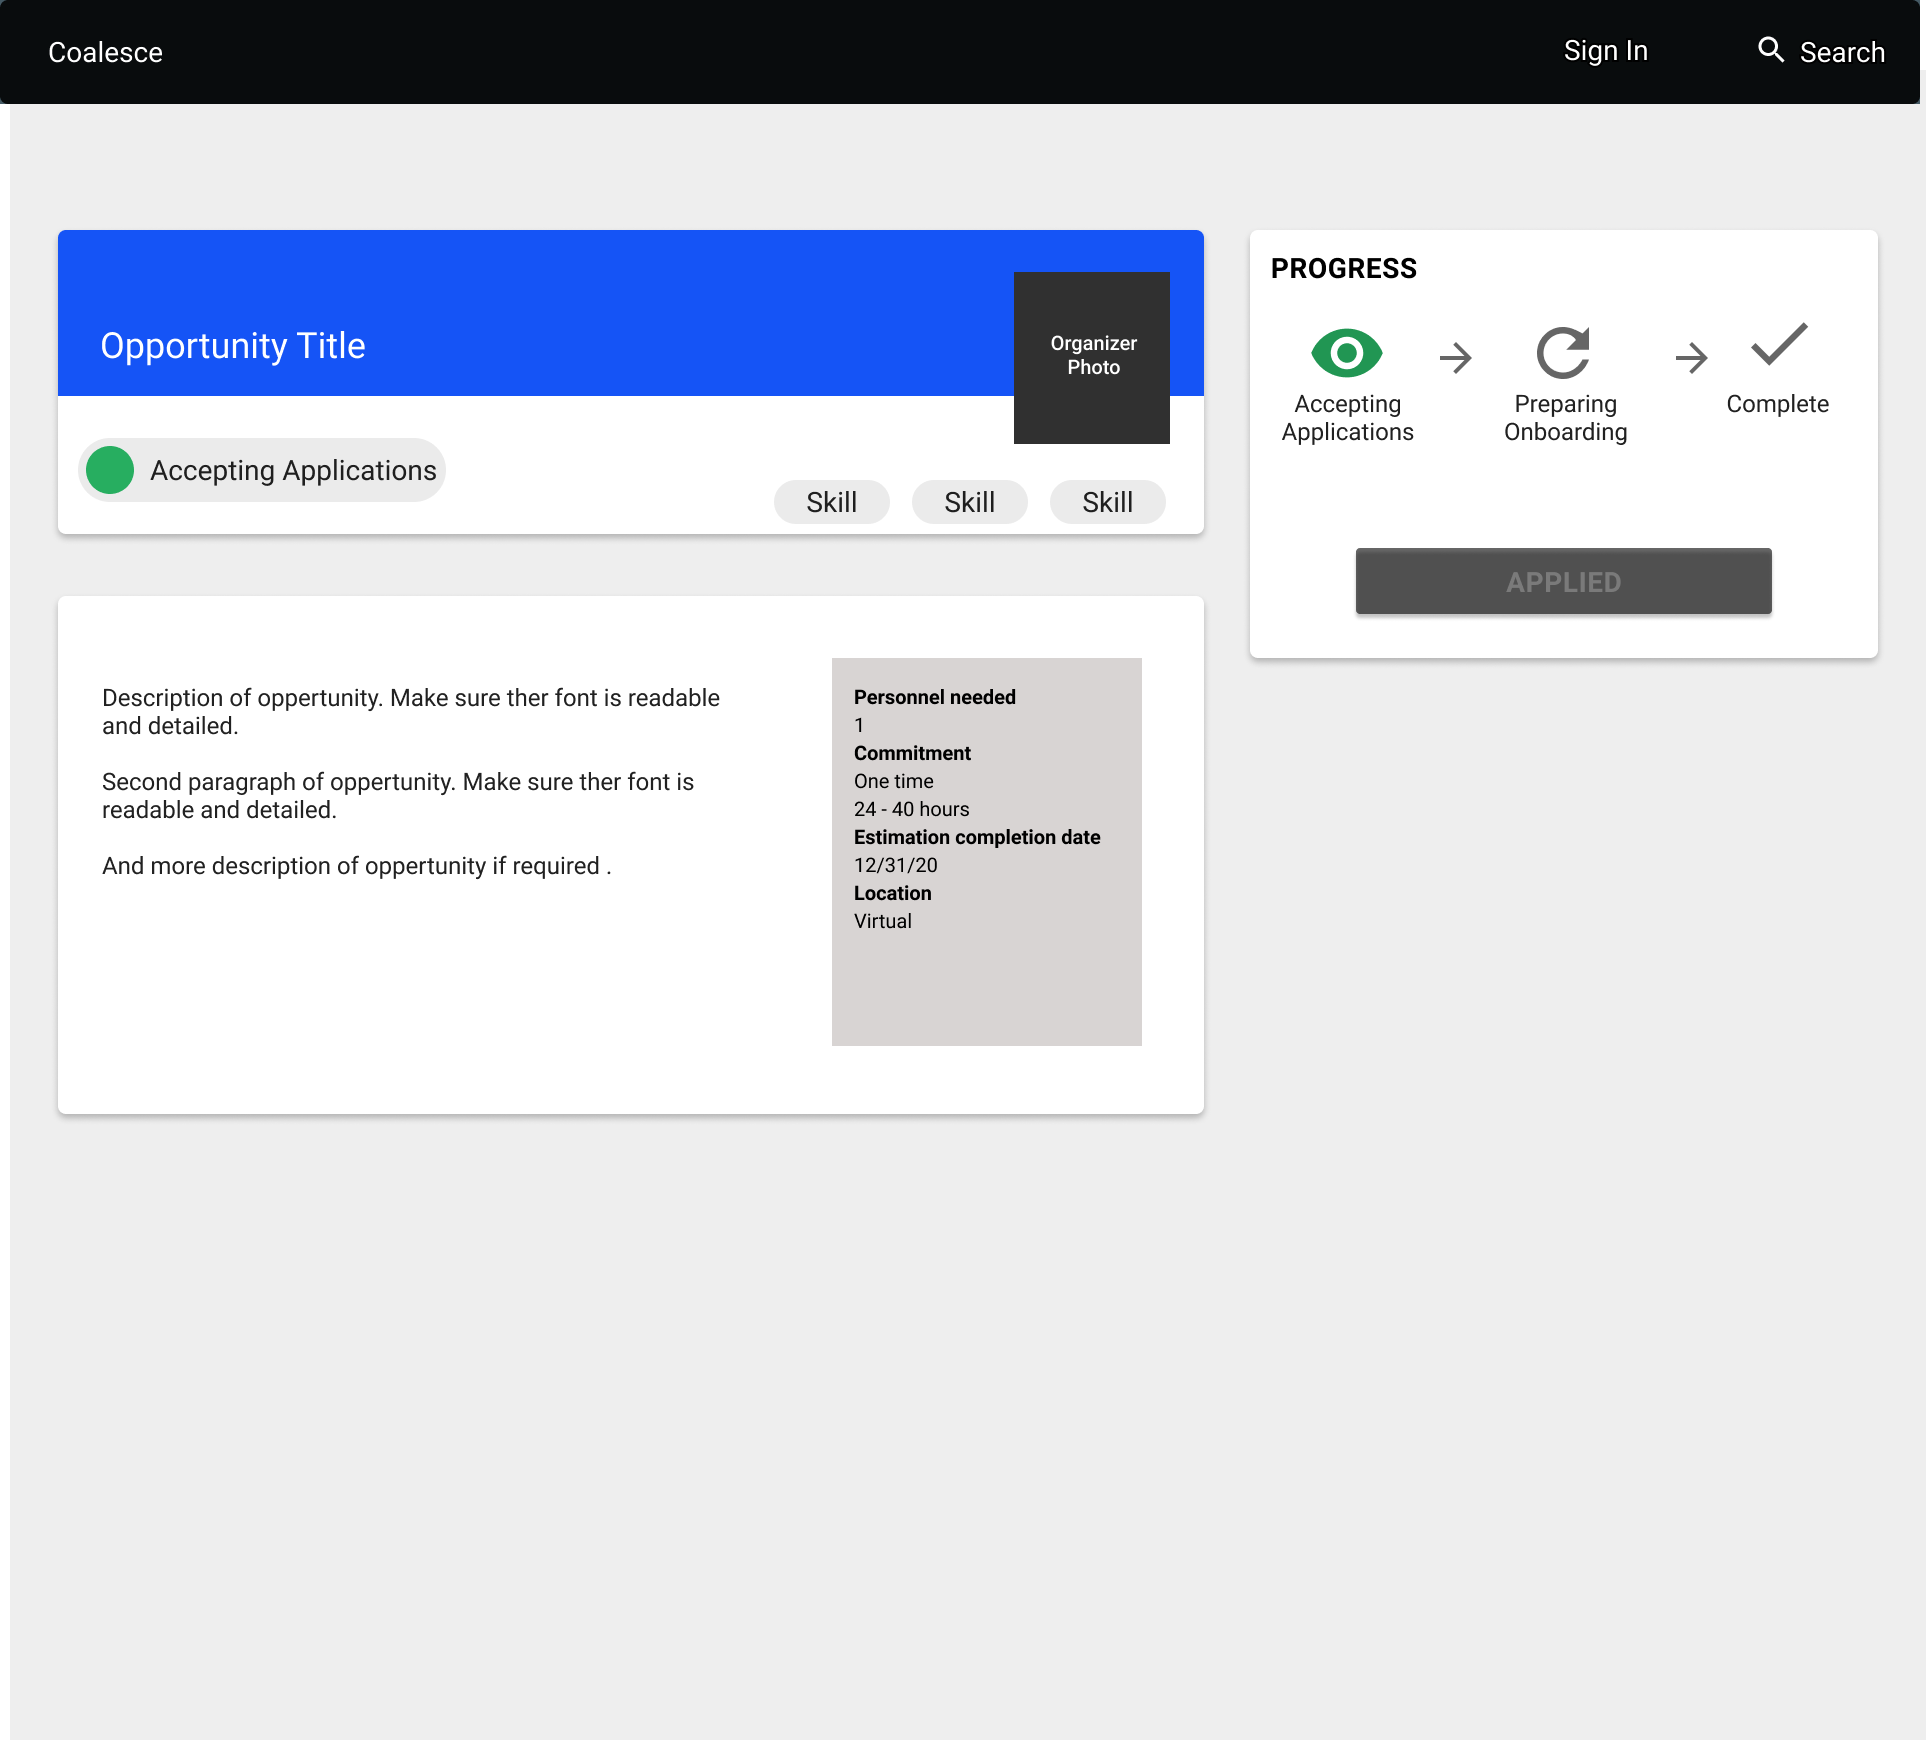 Coalesce
Sign In
Search
Opportunity Title
Organizer
Photo
Accepting Applications
Skill
Skill
Skill
PROGRESS
Accepting
Applications
Preparing
Onboarding
Complete
APPLIED
Description of oppertunity. Make sure ther font is readable
and detailed.
Second paragraph of oppertunity. Make sure ther font is
readable and detailed.
And more description of oppertunity if required .
Personnel needed
1
Commitment
One time
24 - 40 hours
Estimation completion date
12/31/20
Location
Virtual